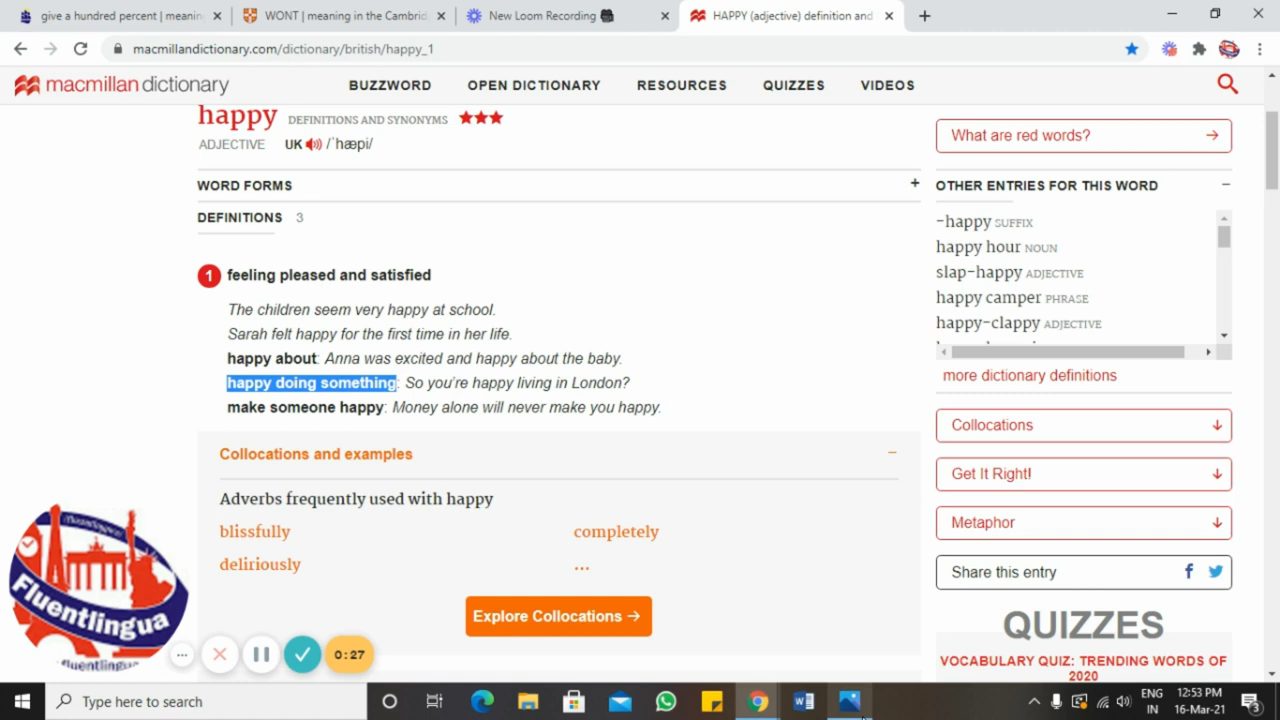 give a hundred percent | meanin
WONT | meaning in the Cambrid
New Loom Recording
HAPPY (adjective) definition and
macmillandictionary.com/dictionary/british/happy_1
macmillan dictionary
BUZZWORD
OPEN DICTIONARY
RESOURCES
QUIZZES
VIDEOS
happy DEFINITIONS AND SYNONYMS
ADJECTIVE UK /ˈhæpi/
WORD FORMS +
DEFINITIONS 3
1 feeling pleased and satisfied
The children seem very happy at school.
Sarah felt happy for the first time in her life.
happy about: Anna was excited and happy about the baby.
happy doing something: So you're happy living in London?
make someone happy: Money alone will never make you happy.
Collocations and examples
Adverbs frequently used with happy
blissfully
completely
deliriously
...
Explore Collocations →
What are red words? →
OTHER ENTRIES FOR THIS WORD
-happy SUFFIX
happy hour NOUN
slap-happy ADJECTIVE
happy camper PHRASE
happy-clappy ADJECTIVE
more dictionary definitions
Collocations
Get It Right!
Metaphor
Share this entry
QUIZZES
VOCABULARY QUIZ: TRENDING WORDS OF
2020
Fluentlingua
fluentlingua
0:27
Type here to search
ENG
IN
12:53 PM
16-Mar-21
3